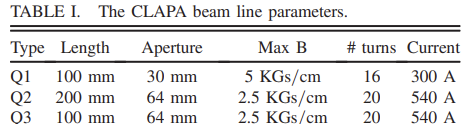 TABLE I. The CLAPA beam line parameters.
Type Length Aperture Max B # turns Current
Q1 100 mm 30 mm 5 KGs/cm 16 300 A
Q2 200 mm 64 mm 2.5 KGs/cm 20 540 A
Q3 100 mm 64 mm 2.5 KGs/cm 20 540 A